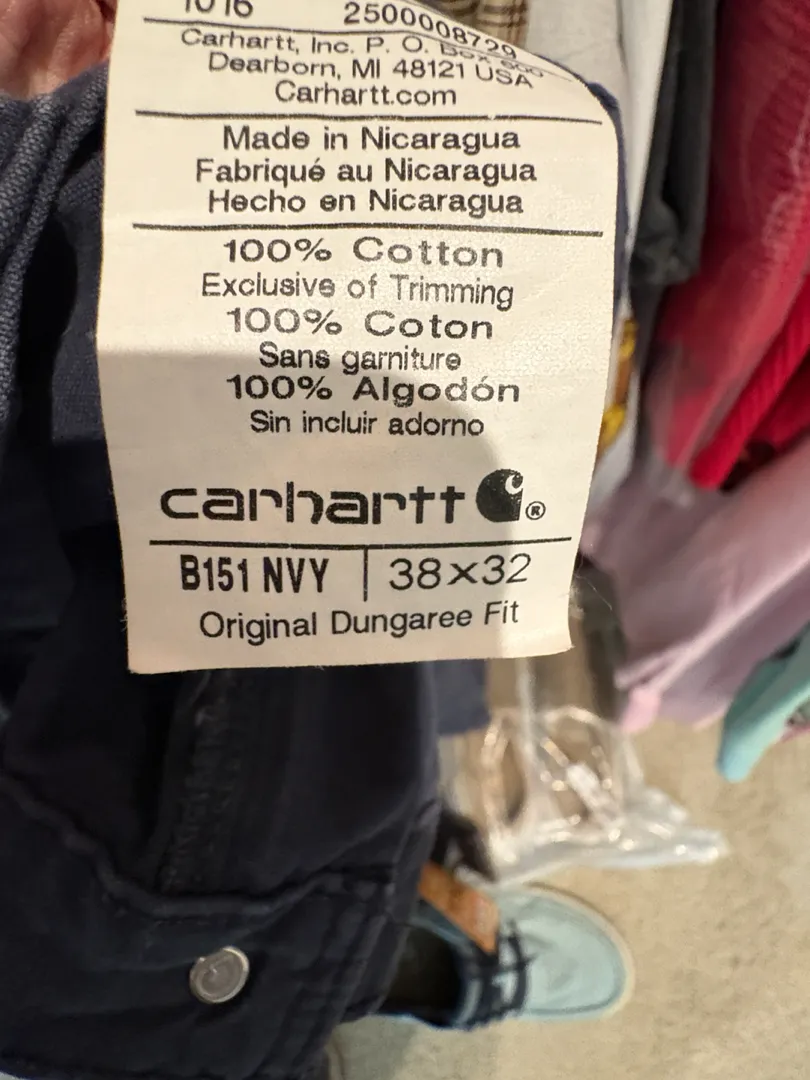 1016 2500008729
Carhartt, Inc. P. O. Box 600
Dearborn, MI 48121 USA
Carhartt.com
Made in Nicaragua
Fabriqué au Nicaragua
Hecho en Nicaragua
100% Cotton
Exclusive of Trimming
100% Coton
Sans garniture
100% Algodón
Sin incluir adorno
carhartt ®
B151 NVY | 38x32
Original Dungaree Fit